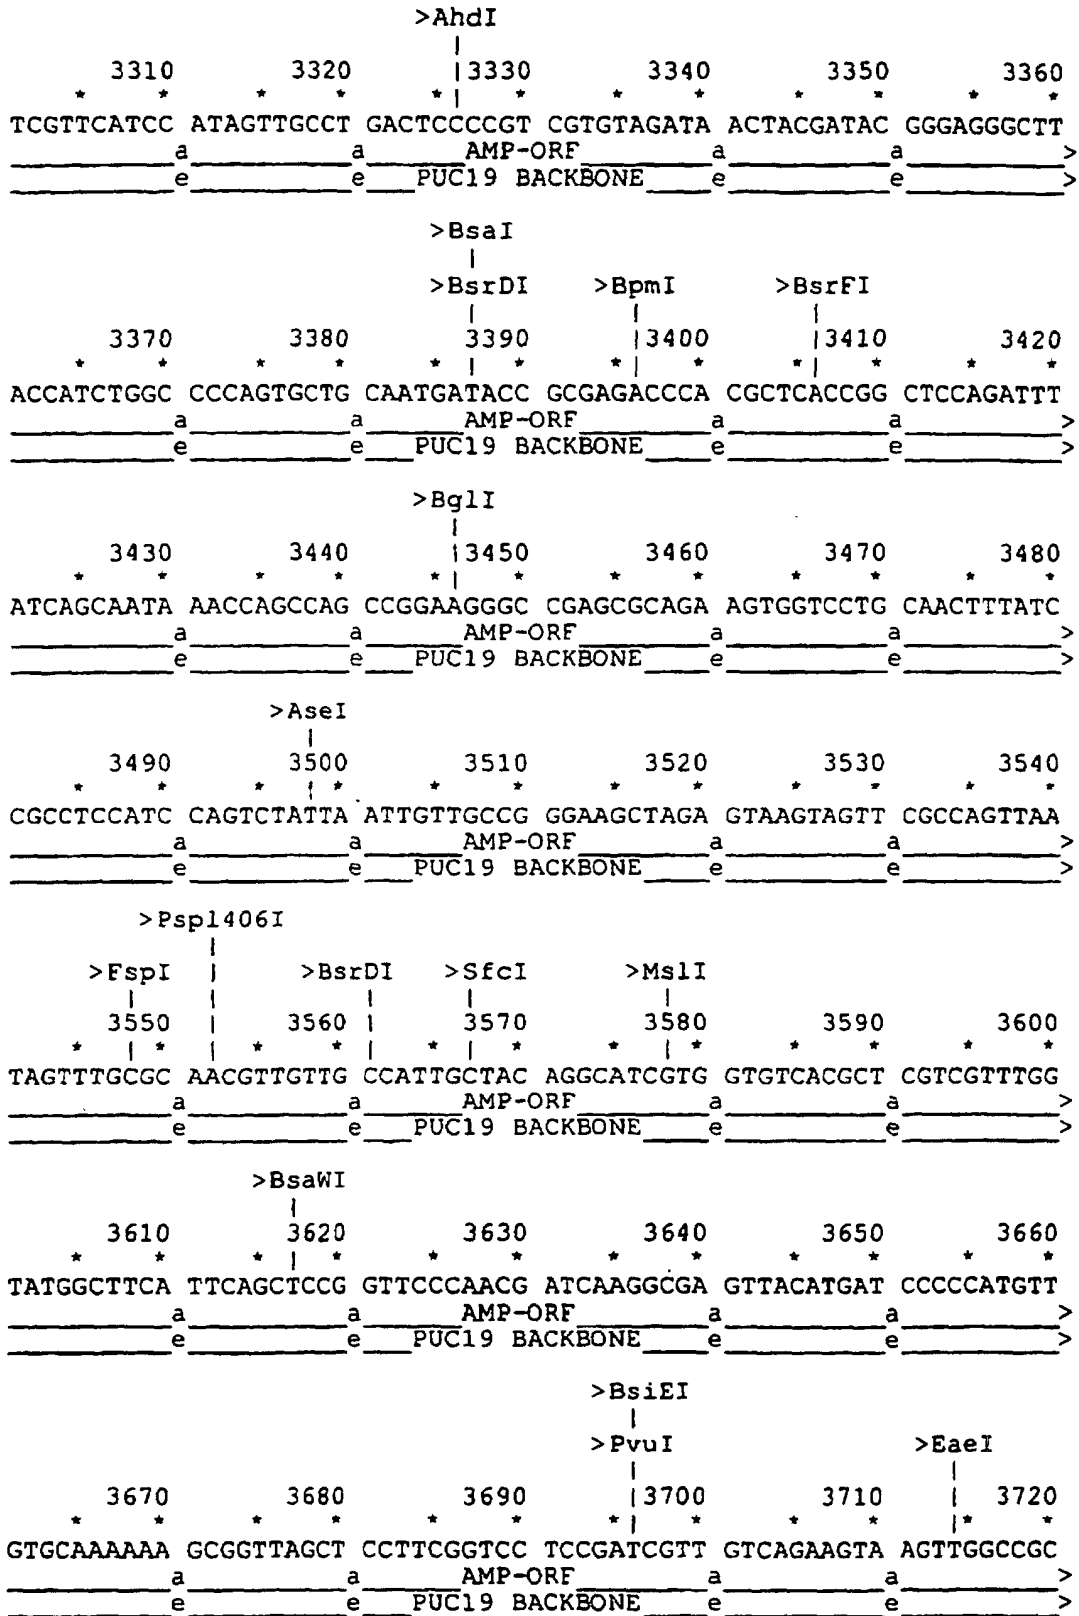 >AhdI
3310 3320 3330 3340 3350 3360
* * * * * * * * * * * *
TCGTTCATCC ATAGTTGCCT GACTCCCCGT CGTGTAGATA ACTACGATAC GGGAGGGCTT
a a AMP-ORF a a >
e e PUC19 BACKBONE e e >
>BsaI
>BsrDI >BpmI >BsrFI
3370 3380 3390 3400 3410 3420
* * * * * * * * * * * *
ACCATCTGGC CCCAGTGCTG CAATGATACC GCGAGACCCA CGCTCACCGG CTCCAGATTT
a a AMP-ORF a a >
e e PUC19 BACKBONE e e >
>BglI
3430 3440 3450 3460 3470 3480
* * * * * * * * * * * *
ATCAGCAATA AACCAGCCAG CCGGAAGGGC CGAGCGCAGA AGTGGTCCTG CAACTTTATC
a a AMP-ORF a a >
e e PUC19 BACKBONE e e >
>AseI
3490 3500 3510 3520 3530 3540
* * * * * * * * * * * *
CGCCTCCATC CAGTCTATTA ATTGTTGCCG GGAAGCTAGA GTAAGTAGTT CGCCAGTTAA
a a AMP-ORF a a >
e e PUC19 BACKBONE e e >
>Psp1406I
>FspI >BsrDI >SfcI >MslI
3550 3560 3570 3580 3590 3600
* * * * * * * * * * * *
TAGTTTGCGC AACGTTGTTG CCATTGCTAC AGGCATCGTG GTGTCACGCT CGTCGTTTGG
a a AMP-ORF a a >
e e PUC19 BACKBONE e e >
>BsaWI
3610 3620 3630 3640 3650 3660
* * * * * * * * * * * *
TATGGCTTCA TTCAGCTCCG GTTCCCAACG ATCAAGGCGA GTTACATGAT CCCCCATGTT
a a AMP-ORF a a >
e e PUC19 BACKBONE e e >
>BsiEI
>PvuI >EaeI
3670 3680 3690 3700 3710 3720
* * * * * * * * * * * *
GTGCAAAAAA GCGGTTAGCT CCTTCGGTCC TCCGATCGTT GTCAGAAGTA AGTTGGCCGC
a a AMP-ORF a a >
e e PUC19 BACKBONE e e >